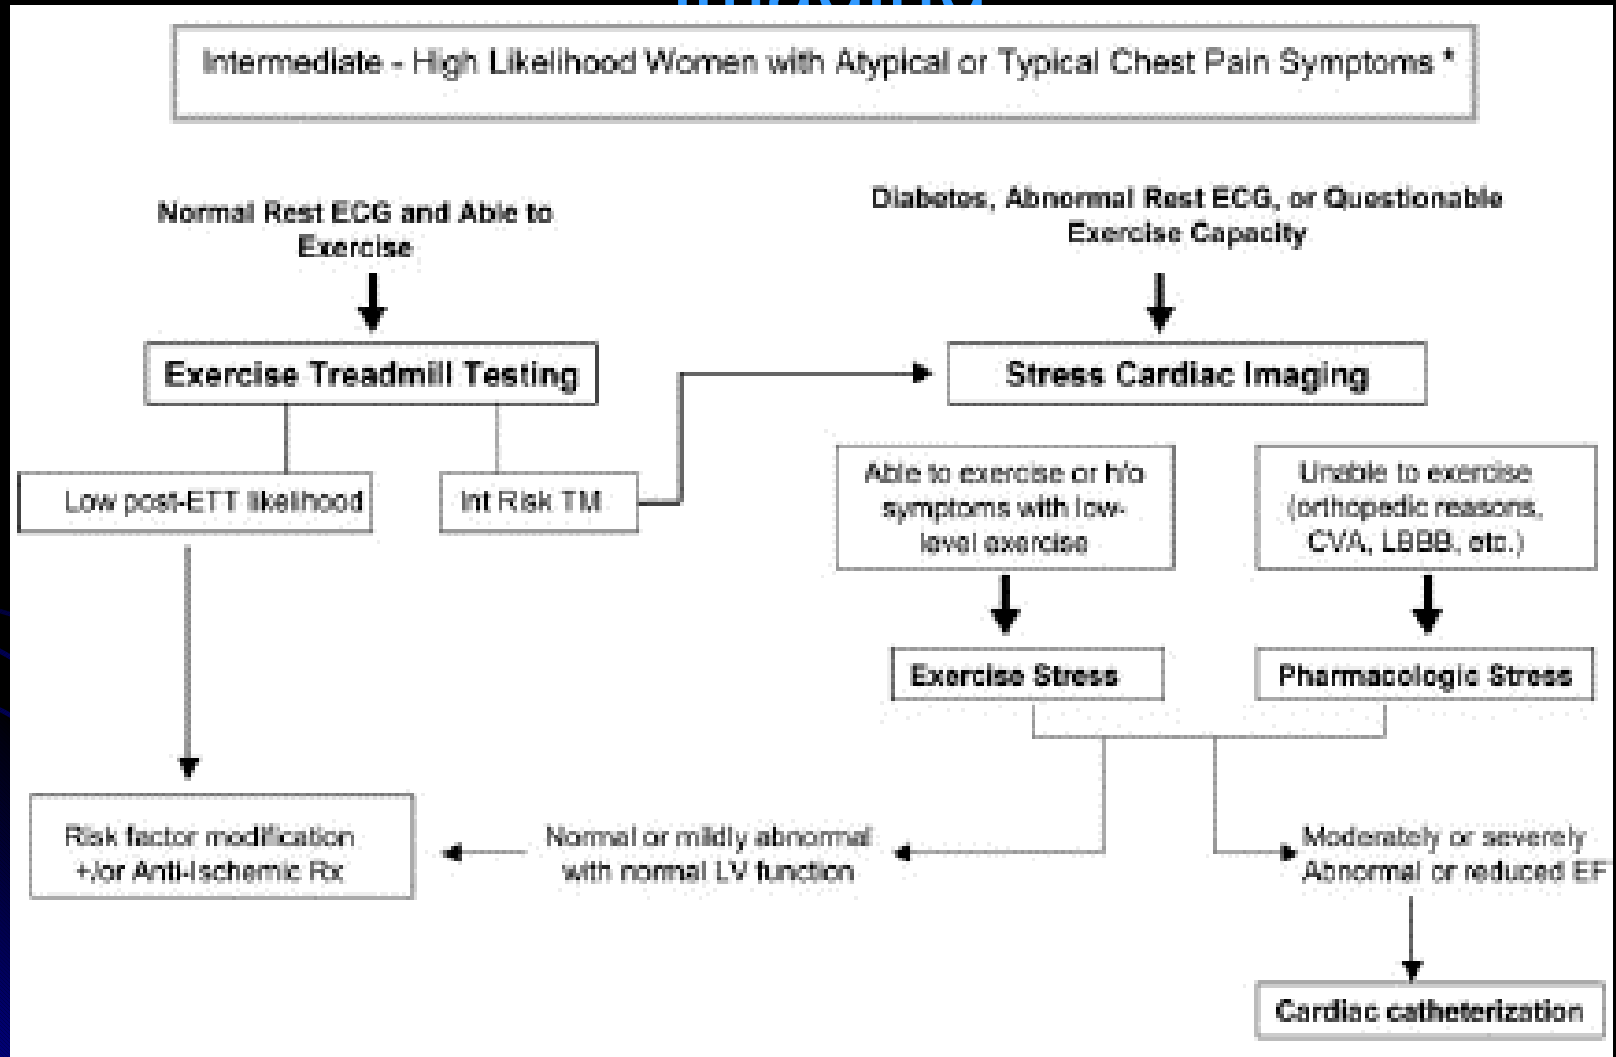 Imaging
Intermediate - High Likelihood Women with Atypical or Typical Chest Pain Symptoms *
Normal Rest ECG and Able to
Exercise
Diabetes, Abnormal Rest ECG, or Questionable
Exercise Capacity
Exercise Treadmill Testing
Stress Cardiac Imaging
Low post-ETT likelihood
Int Risk TM
Able to exercise or h/o
symptoms with low-
level exercise
Unable to exercise
(orthopedic reasons,
CVA, LBBB, etc.)
Exercise Stress
Pharmacologic Stress
Risk factor modification
+/or Anti-Ischemic Rx
Normal or mildly abnormal
with normal LV function
Moderately or severely
Abnormal or reduced EF
Cardiac catheterization